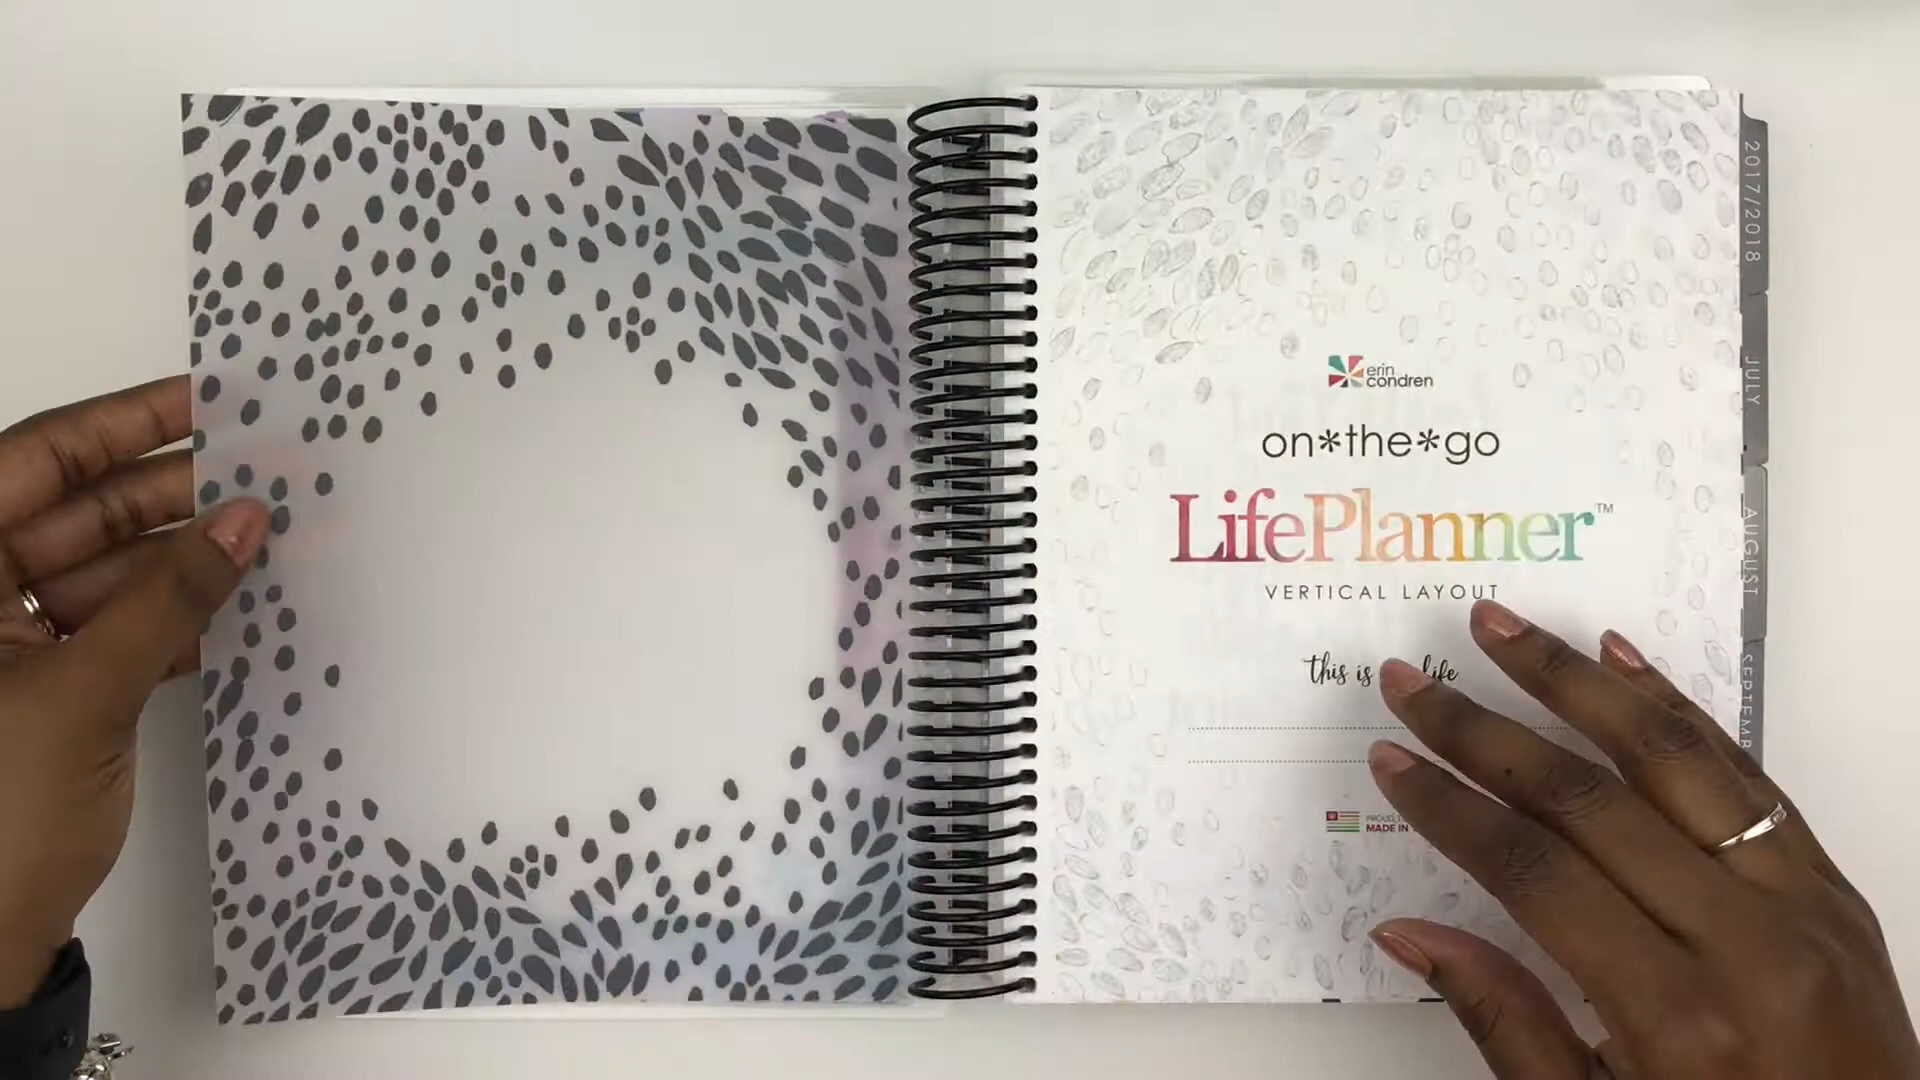 erin
condren
on*the*go
LifePlanner™
VERTICAL LAYOUT
this is life
MADE IN
2017/2018
JULY
AUGUST